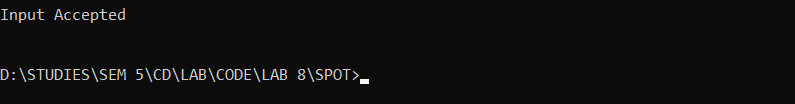 Input Accepted
D:\STUDIES\SEM 5\CD\LAB\CODE\LAB 8\SPOT>